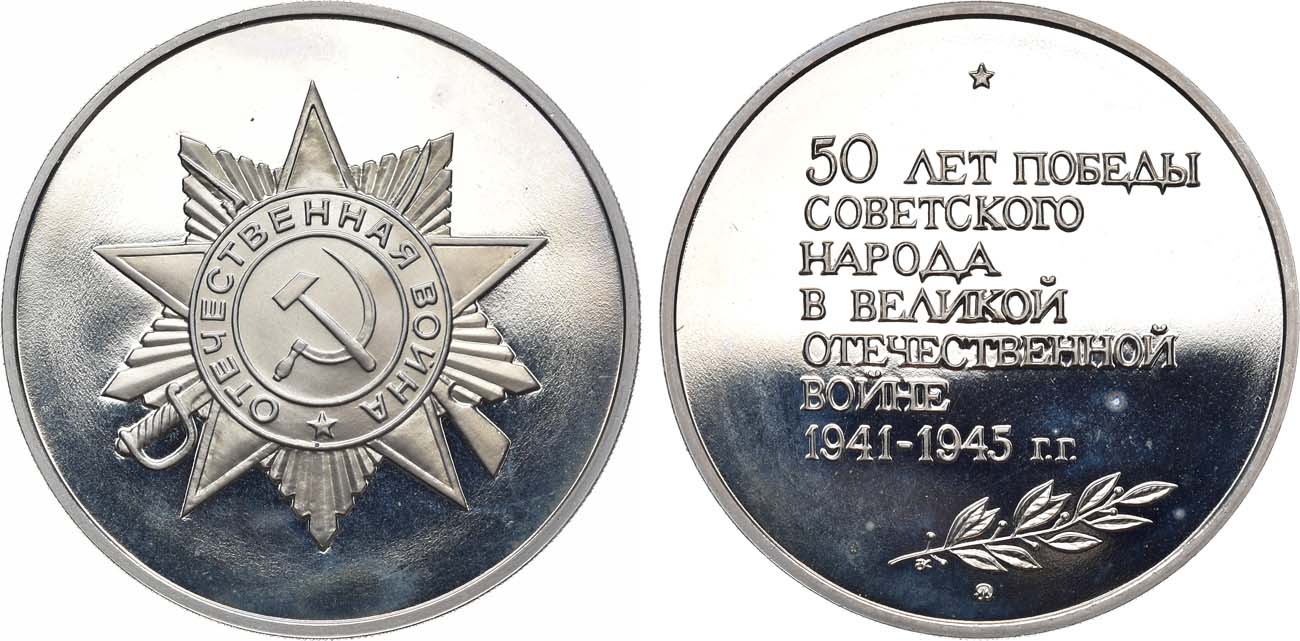 ОТЕЧЕСТВЕННАЯ ВОЙНА
50 ЛЕТ ПОБЕДЫ
СОВЕТСКОГО
НАРОДА
В ВЕЛИКОЙ
ОТЕЧЕСТВЕННОЙ
ВОЙНЕ
1941-1945 г.г.